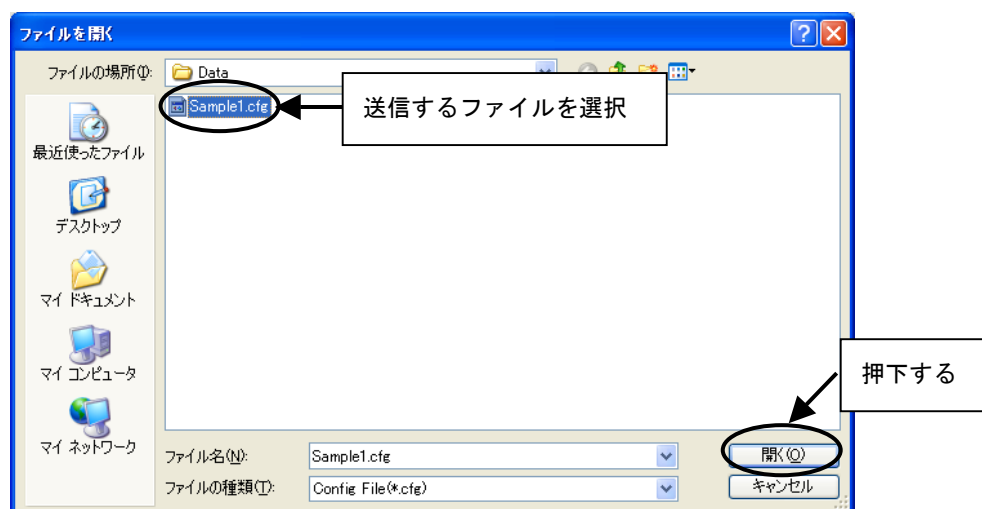 ファイルを開く
ファイルの場所(I):
Data
Sample1.cfg
送信するファイルを選択
最近使ったファイル
デスクトップ
マイ ドキュメント
マイ コンピュータ
マイ ネットワーク
押下する
ファイル名(N):
Sample1.cfg
開く(O)
ファイルの種類(T):
Config File(*.cfg)
キャンセル